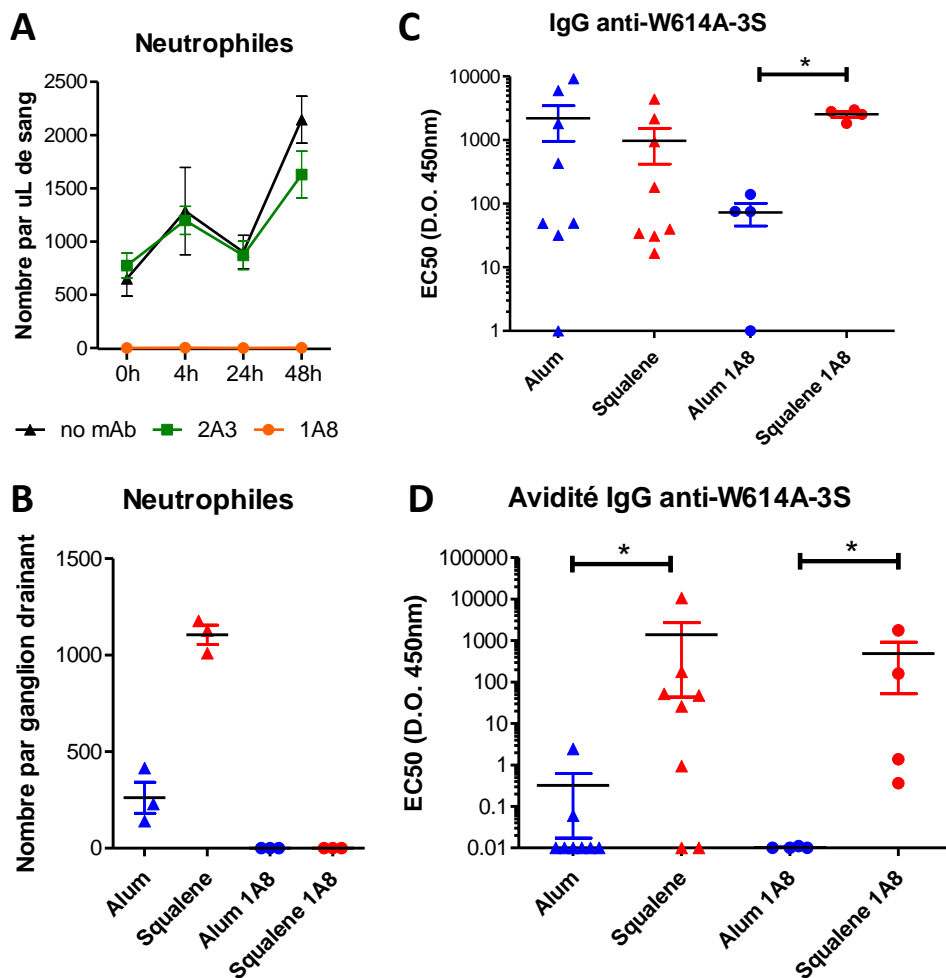 A
Neutrophiles
Nombre par uL de sang
2500
2000
1500
1000
500
0
0h 4h 24h 48h
no mAb 2A3 1A8
C
IgG anti-W614A-3S
EC50 (D.O. 450nm)
10000
1000
100
10
1
*
Alum
Squalene
Alum 1A8
Squalene 1A8
B
Neutrophiles
Nombre par ganglion drainant
1500
1000
500
0
Alum
Squalene
Alum 1A8
Squalene 1A8
D
Avidité IgG anti-W614A-3S
EC50 (D.O. 450nm)
100000
10000
1000
100
10
1
0.1
0.01
* *
Alum
Squalene
Alum 1A8
Squalene 1A8